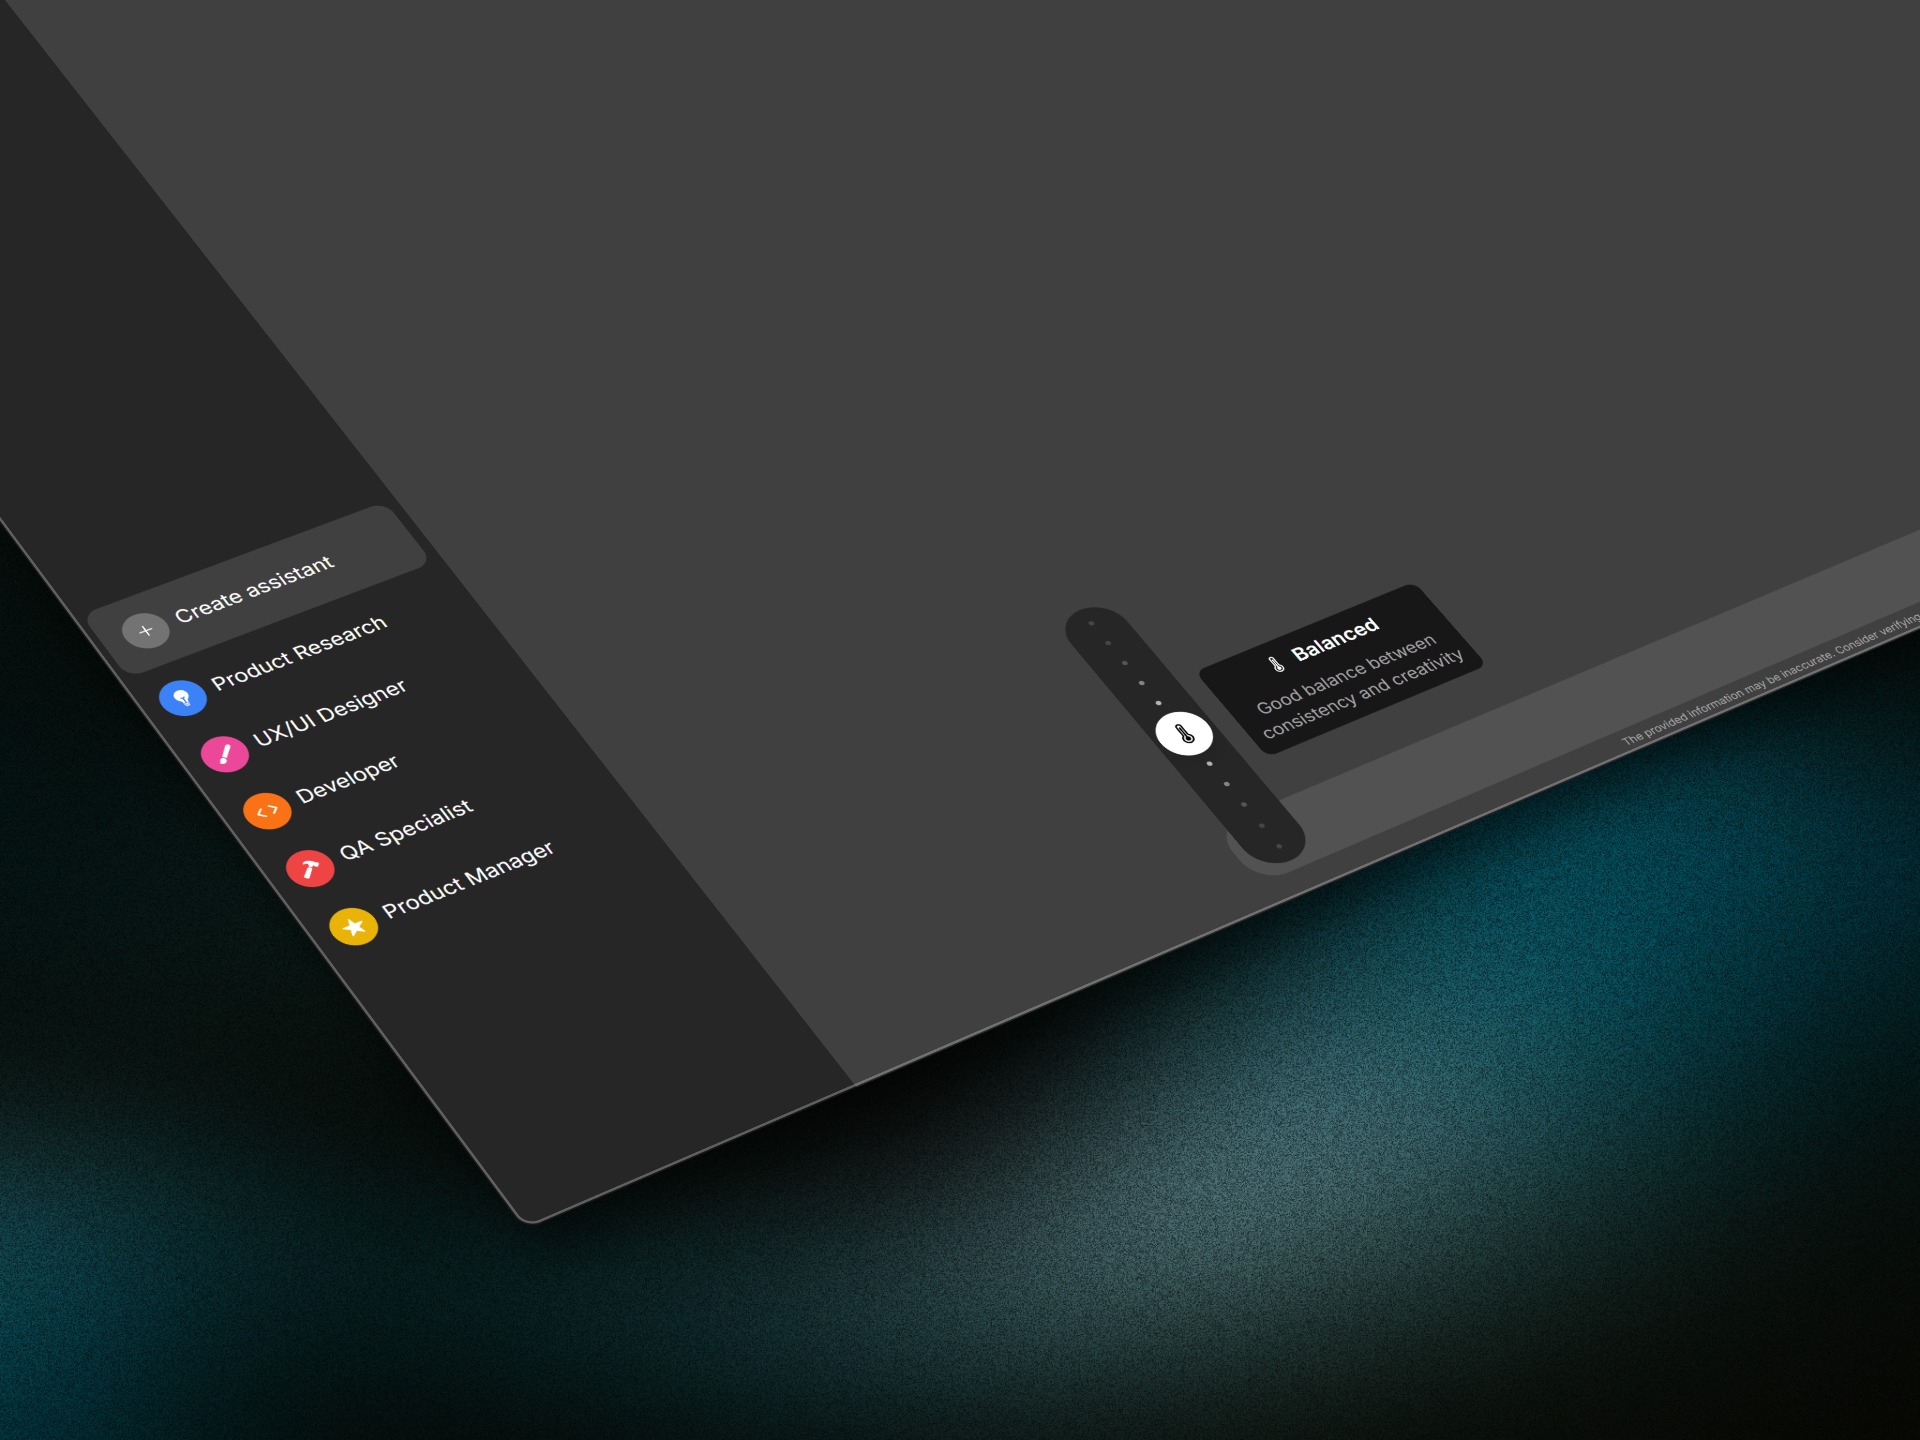 Create assistant
Product Research
UX/UI Designer
Developer
QA Specialist
Product Manager
Balanced
Good balance between
consistency and creativity
The provided information may be inaccurate. Consider verifying